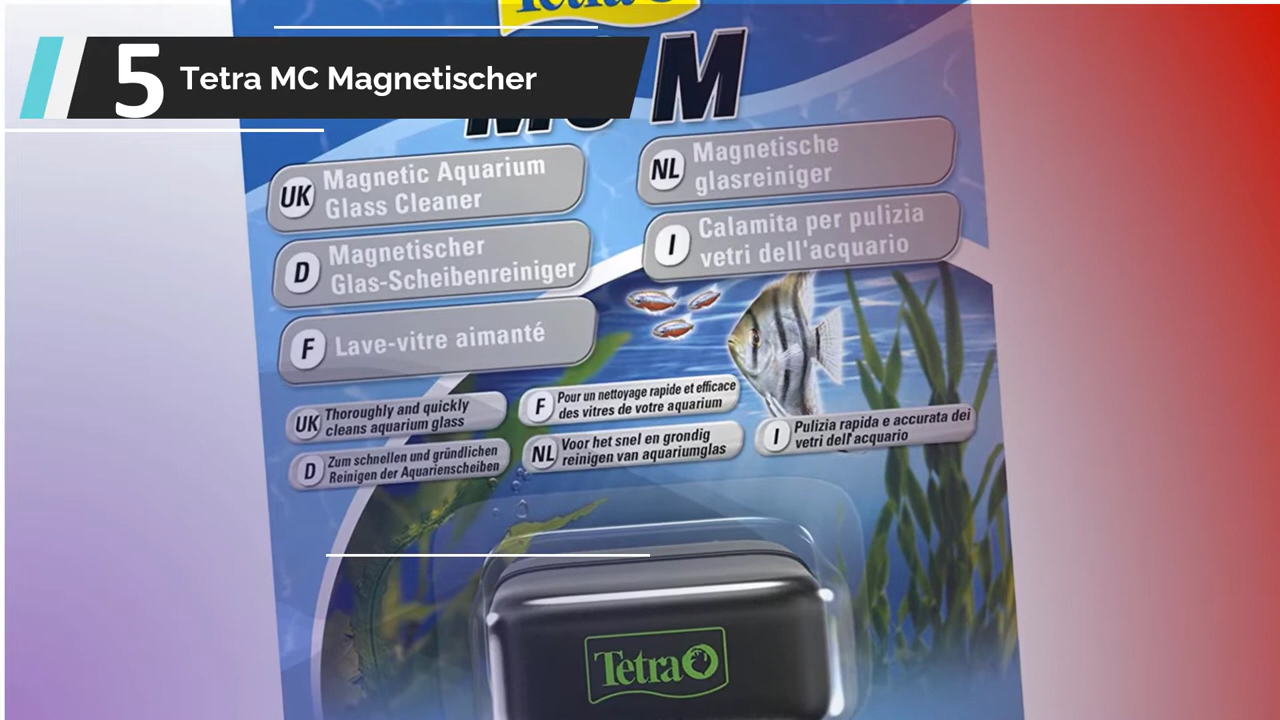 Tetra
5 Tetra MC Magnetischer
MC M
UK Magnetic Aquarium
Glass Cleaner
D Magnetischer
Glas-Scheibenreiniger
F Lave-vitre aimanté
NL Magnetische
glasreiniger
I Calamita per pulizia
vetri dell'acquario
UK Thoroughly and quickly
cleans aquarium glass
D Zum schnellen und gründlichen
Reinigen der Aquarienscheiben
F Pour un nettoyage rapide et efficace
des vitres de votre aquarium
NL Voor het snel en grondig
reinigen van aquariumglas
I Pulizia rapida e accurata dei
vetri dell'acquario
Tetra